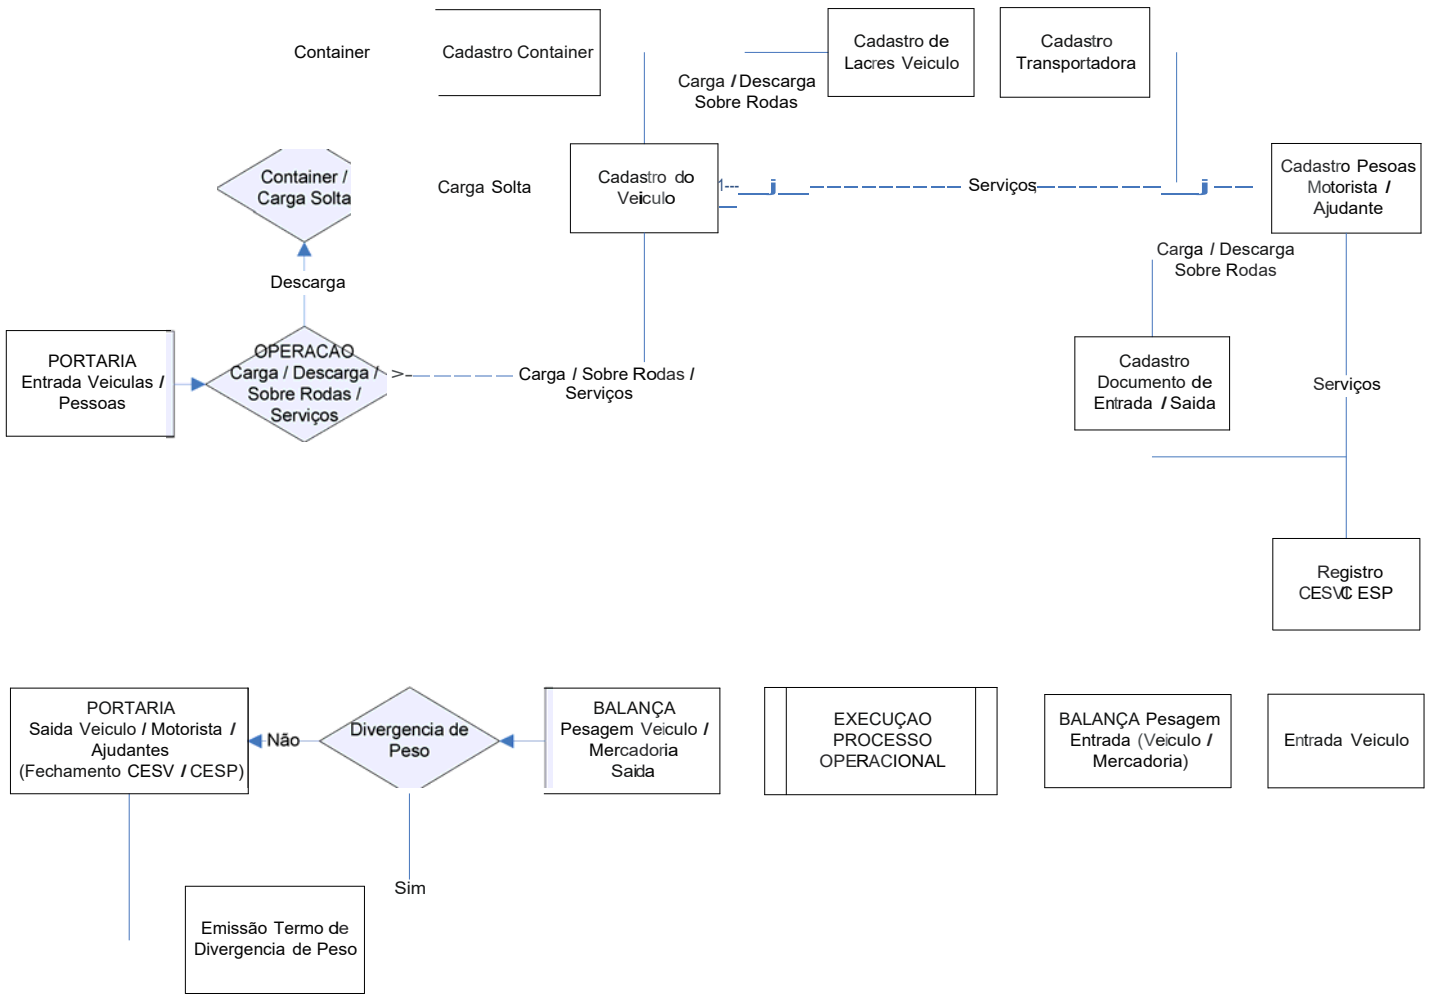 Container
Cadastro Container
Carga / Descarga
Sobre Rodas
Cadastro de
Lacres Veiculo
Cadastro
Transportadora
Container /
Carga Solta
Carga Solta
Cadastro do
Veiculo
Serviços
Cadastro Pesoas
Motorista /
Ajudante
Carga / Descarga
Sobre Rodas
Descarga
PORTARIA
Entrada Veiculas /
Pessoas
OPERACAO
Carga / Descarga /
Sobre Rodas /
Serviços
Carga / Sobre Rodas /
Serviços
Cadastro
Documento de
Entrada / Saida
Serviços
Registro
CESV\C ESP
PORTARIA
Saida Veiculo / Motorista /
Ajudantes
(Fechamento CESV / CESP)
Não
Divergencia de
Peso
BALANÇA
Pesagem Veiculo /
Mercadoria
Saida
EXECUÇAO
PROCESSO
OPERACIONAL
BALANÇA Pesagem
Entrada (Veiculo /
Mercadoria)
Entrada Veiculo
Sim
Emissão Termo de
Divergencia de Peso